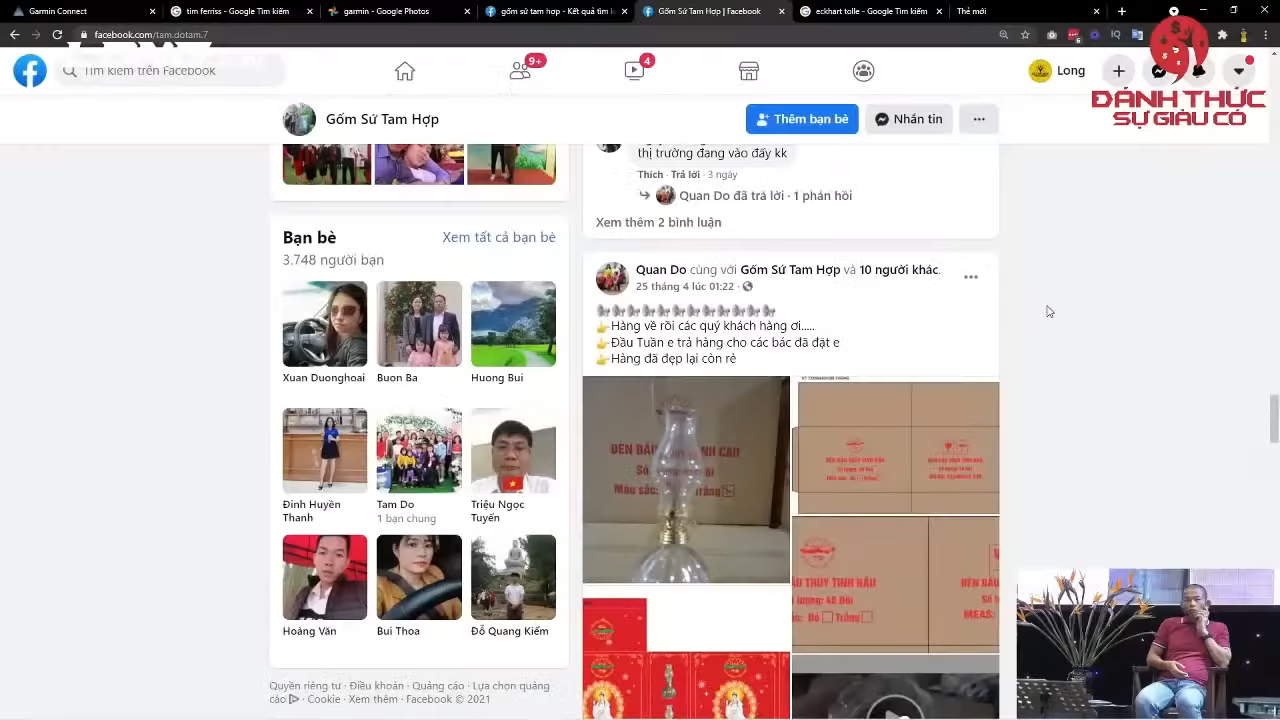 Garmin Connect
tim ferriss - Google Tìm kiếm
garmin - Google Photos
gốm sứ tam hợp - Kết quả tìm k
Gốm Sứ Tam Hợp | Facebook
eckhart tolle - Google Tìm kiếm
Thẻ mới
facebook.com/tam.dotam.7
Tìm kiếm trên Facebook
9+
4
Long
ĐÁNH THỨC
SỰ GIÀU CÓ
Gốm Sứ Tam Hợp
Thêm bạn bè
Nhắn tin
thị trường đang vào đấy kk
Thích · Trả lời · 3 ngày
Quan Do đã trả lời · 1 phản hồi
Xem thêm 2 bình luận
Bạn bè
Xem tất cả bạn bè
3.748 người bạn
Xuan Duonghoai
Buon Ba
Huong Bui
Đinh Huyền Thanh
Tam Do
1 bạn chung
Triệu Ngọc Tuyển
Hoàng Văn
Bui Thoa
Đỗ Quang Kiếm
Quyền riêng tư · Điều khoản · Quảng cáo · Lựa chọn quảng
cáo · Cookie · Xem thêm · Facebook © 2021
Quan Do cùng với Gốm Sứ Tam Hợp và 10 người khác.
25 tháng 4 lúc 01:22
Hàng về rồi các quý khách hàng ơi.....
Đầu Tuần e trả hàng cho các bác đã đặt e
Hàng đã đẹp lại còn rẻ
ĐÈN DẦU THỦY TINH HẬU